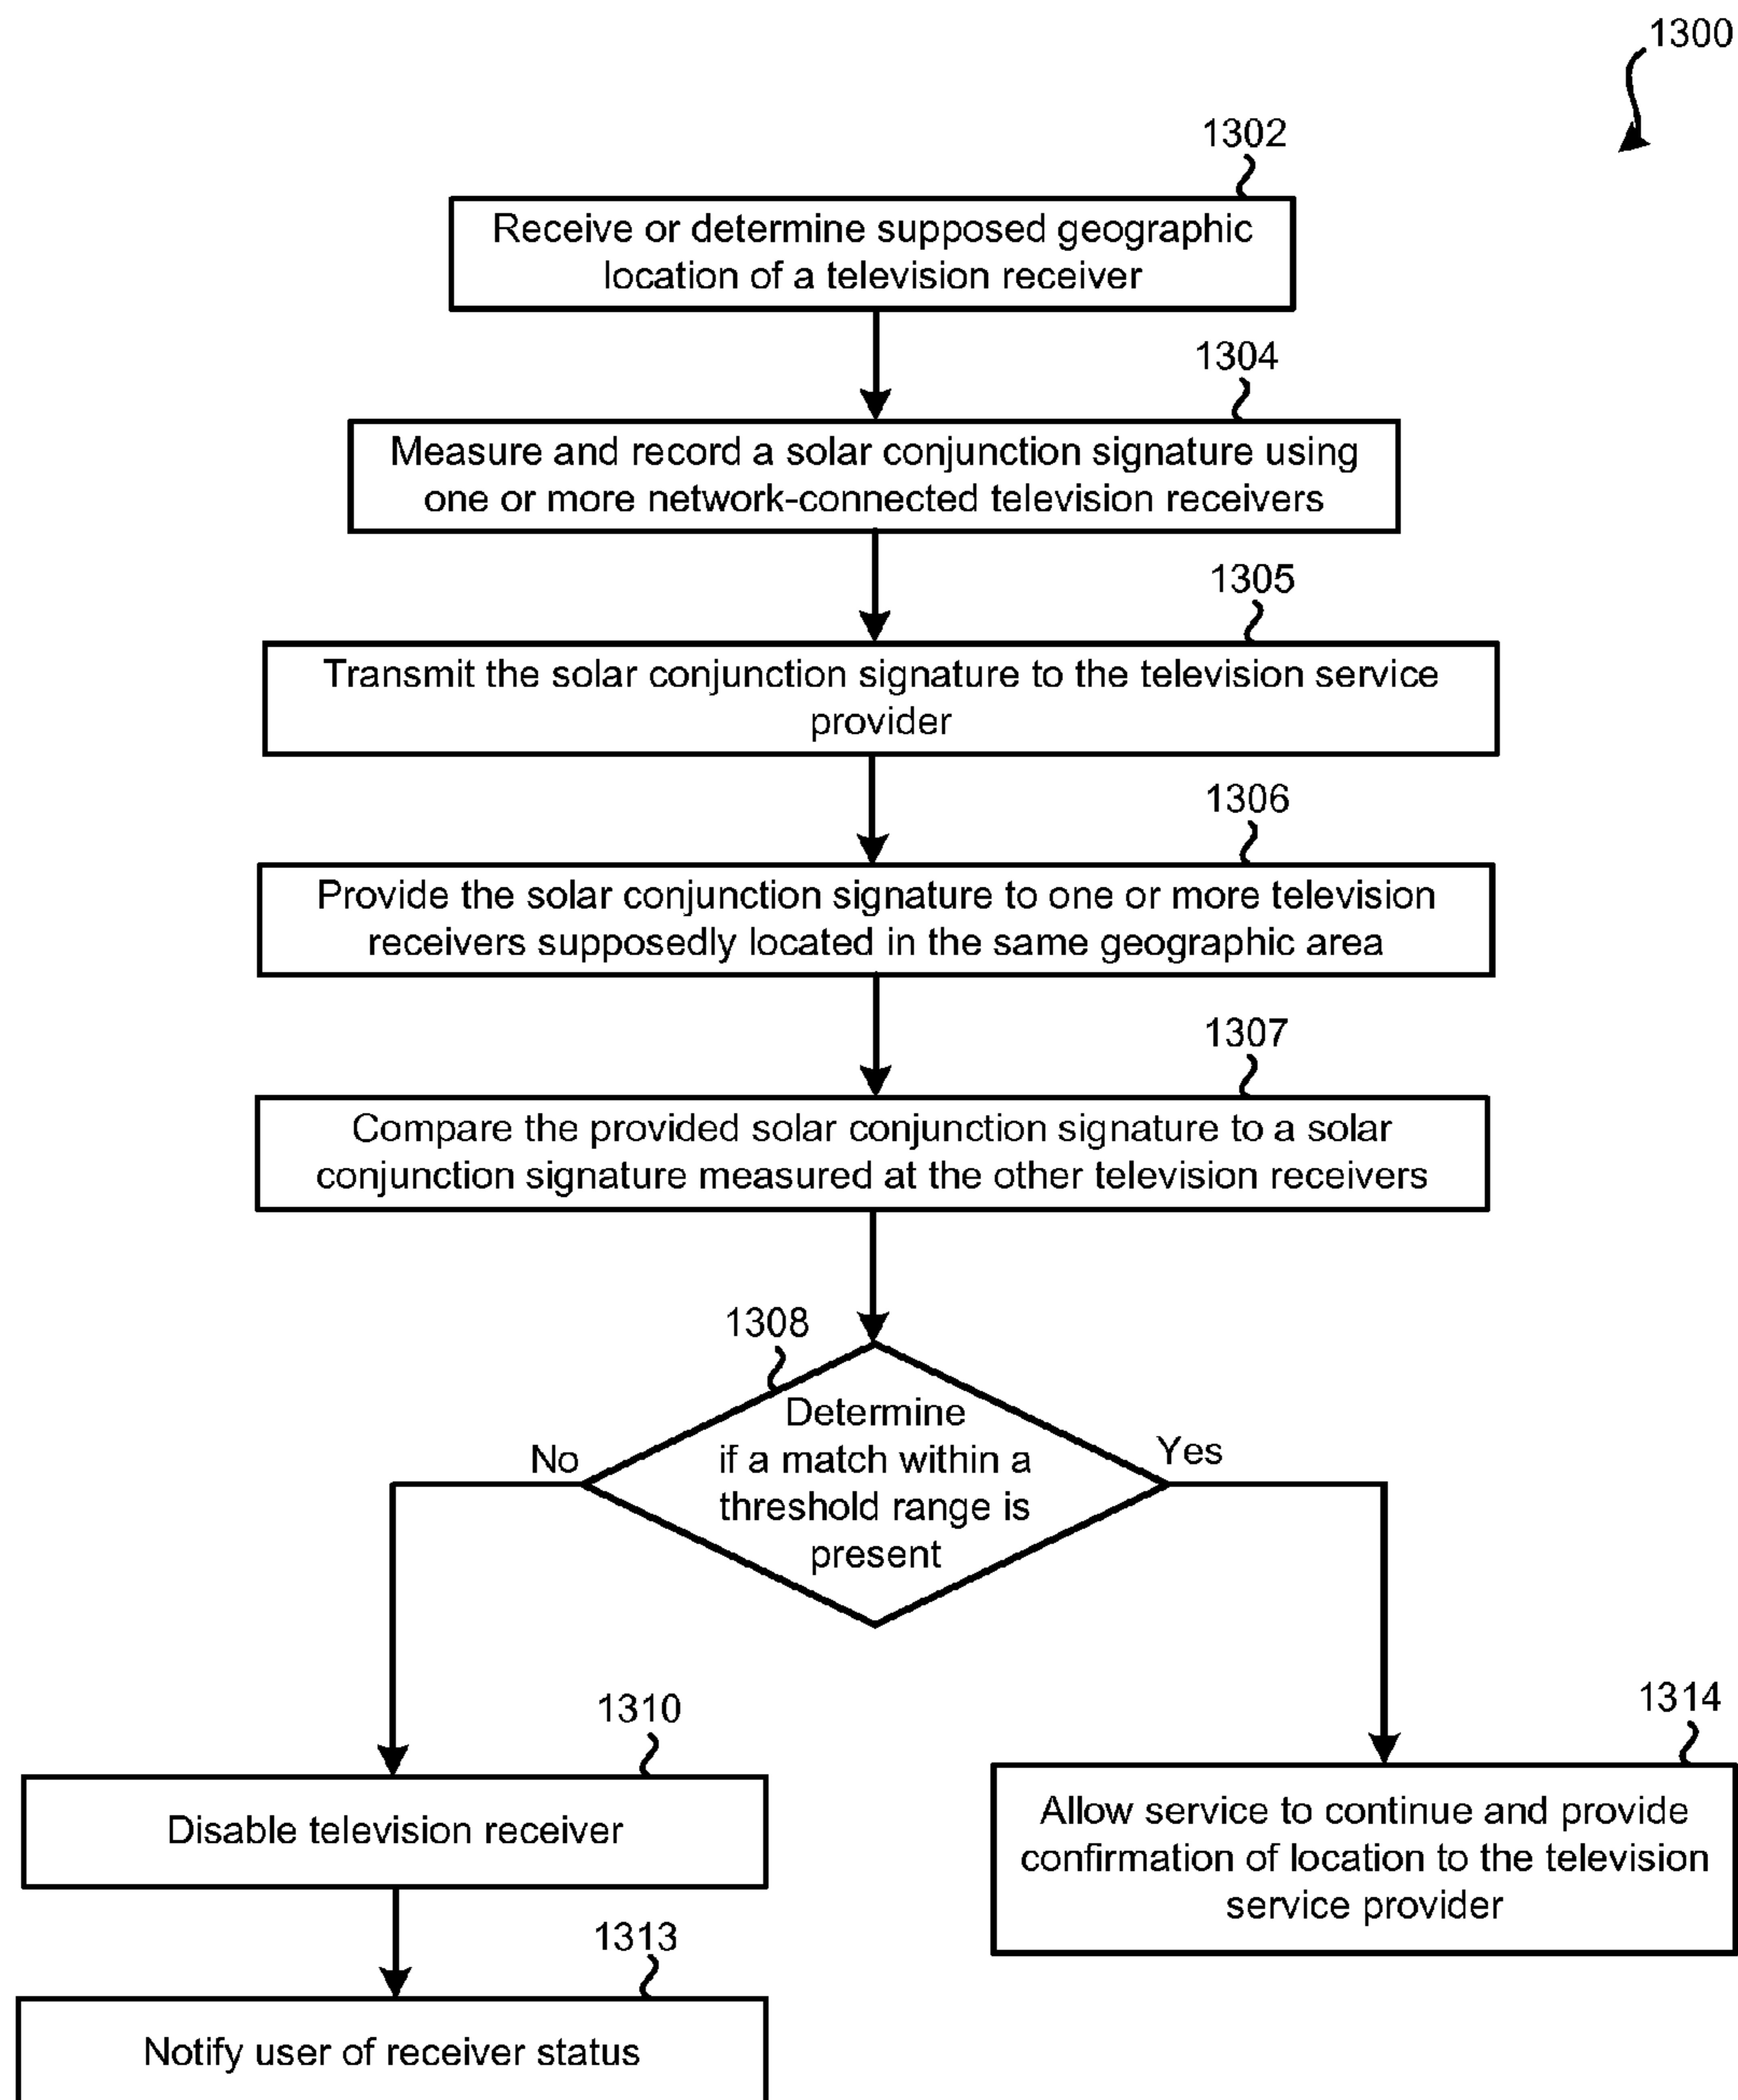 1300
1302
Receive or determine supposed geographic
location of a television receiver
1304
Measure and record a solar conjunction signature using
one or more network-connected television receivers
1305
Transmit the solar conjunction signature to the television service
provider
1306
Provide the solar conjunction signature to one or more television
receivers supposedly located in the same geographic area
1307
Compare the provided solar conjunction signature to a solar
conjunction signature measured at the other television receivers
1308
Determine
if a match within a
threshold range is
present
No
Yes
1310
Disable television receiver
1314
Allow service to continue and provide
confirmation of location to the television
service provider
1313
Notify user of receiver status